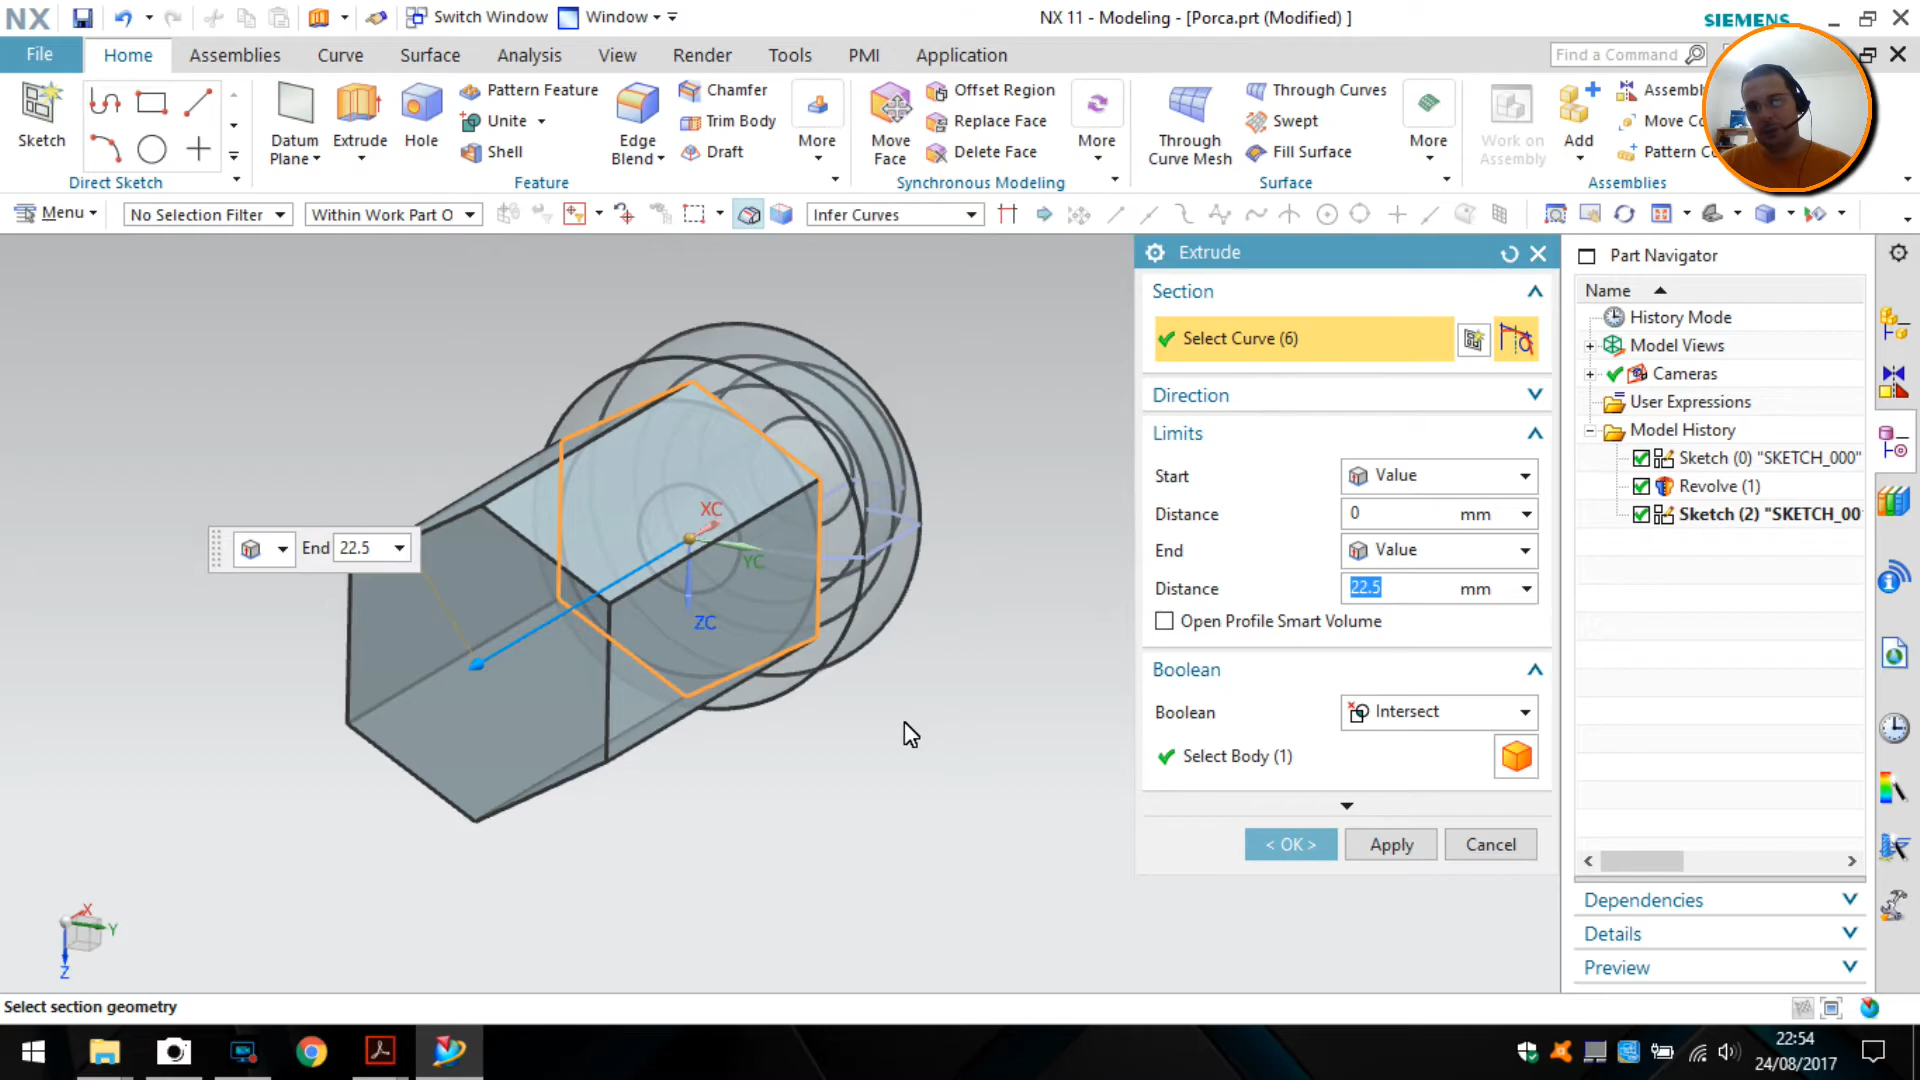 NX
Switch Window
Window
NX 11 - Modeling - [Porca.prt (Modified) ]
SIEMENS
File
Home
Assemblies
Curve
Surface
Analysis
View
Render
Tools
PMI
Application
Find a Command
Sketch
Direct Sketch
Datum
Plane
Extrude
Hole
Pattern Feature
Unite
Shell
Edge
Blend
Chamfer
Trim Body
Draft
More
Feature
Move
Face
Offset Region
Replace Face
Delete Face
More
Synchronous Modeling
Through
Curve Mesh
Through Curves
Swept
Fill Surface
More
Surface
Work on
Assembly
Add
Assemb
Move
Pattern
Assemblies
Menu
No Selection Filter
Within Work Part O
Infer Curves
Extrude
Section
Select Curve (6)
Direction
Limits
Start
Value
Distance
0
mm
End
Value
Distance
22.5
mm
Open Profile Smart Volume
Boolean
Boolean
Intersect
Select Body (1)
< OK >
Apply
Cancel
Part Navigator
Name
History Mode
Model Views
Cameras
User Expressions
Model History
Sketch (0) "SKETCH_000"
Revolve (1)
Sketch (2) "SKETCH_00
Dependencies
Details
Preview
End
22.5
XC
YC
ZC
X
Y
Z
Select section geometry
22:54
24/08/2017